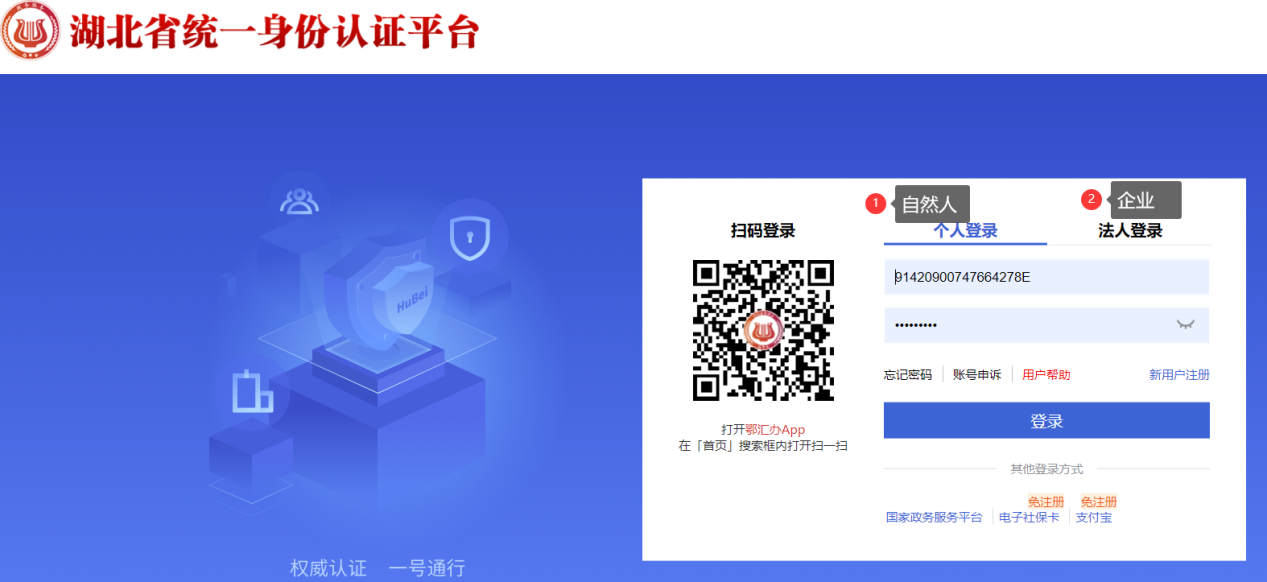 湖北省统一身份认证平台
HuBei
权威认证 一号通行
扫码登录
打开鄂汇办App
在「首页」搜索框内打开扫一扫
1 自然人
2 企业
个人登录 法人登录
91420900747664278E
•••••••••
忘记密码 账号申诉 用户帮助 新用户注册
登录
其他登录方式
免注册 免注册
国家政务服务平台 电子社保卡 支付宝